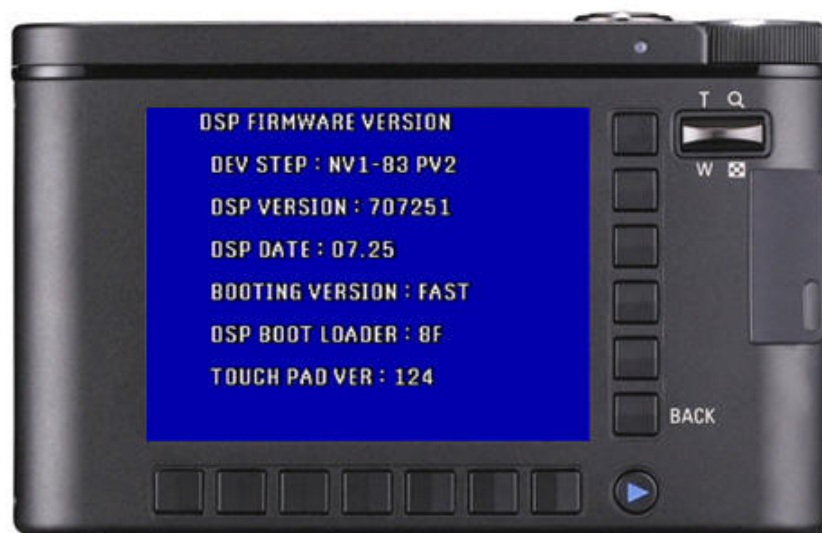 DSP FIRMWARE VERSION
DEV STEP : NV1-83 PV2
DSP VERSION : 707251
DSP DATE : 07.25
BOOTING VERSION : FAST
DSP BOOT LOADER : 8F
TOUCH PAD VER : 124
T
W
BACK